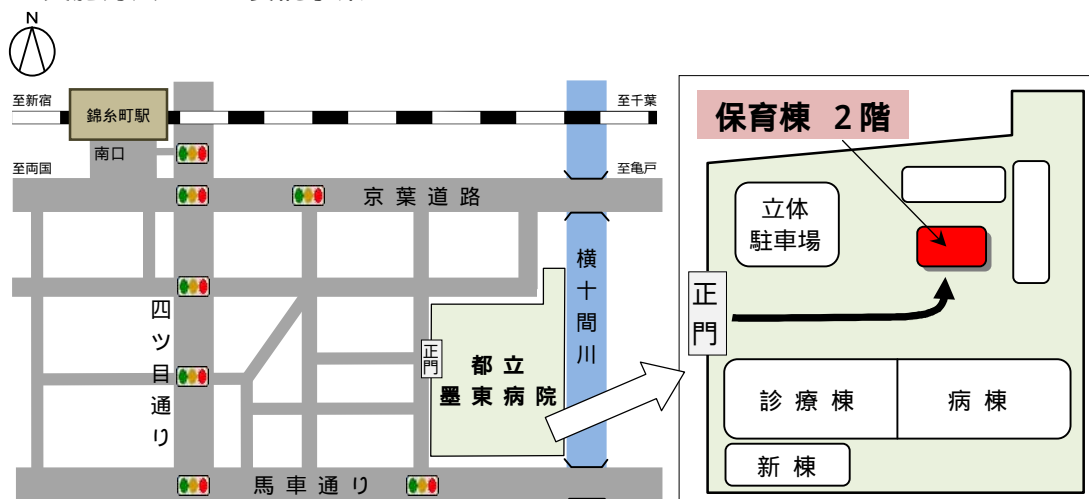 N
至新宿
錦糸町駅
至千葉
南口
至両国
至亀戸
京葉道路
横十間川
四ツ目通り
正門
都立
墨東病院
馬車通り
保育棟 2階
立体
駐車場
正門
診療棟
病棟
新棟